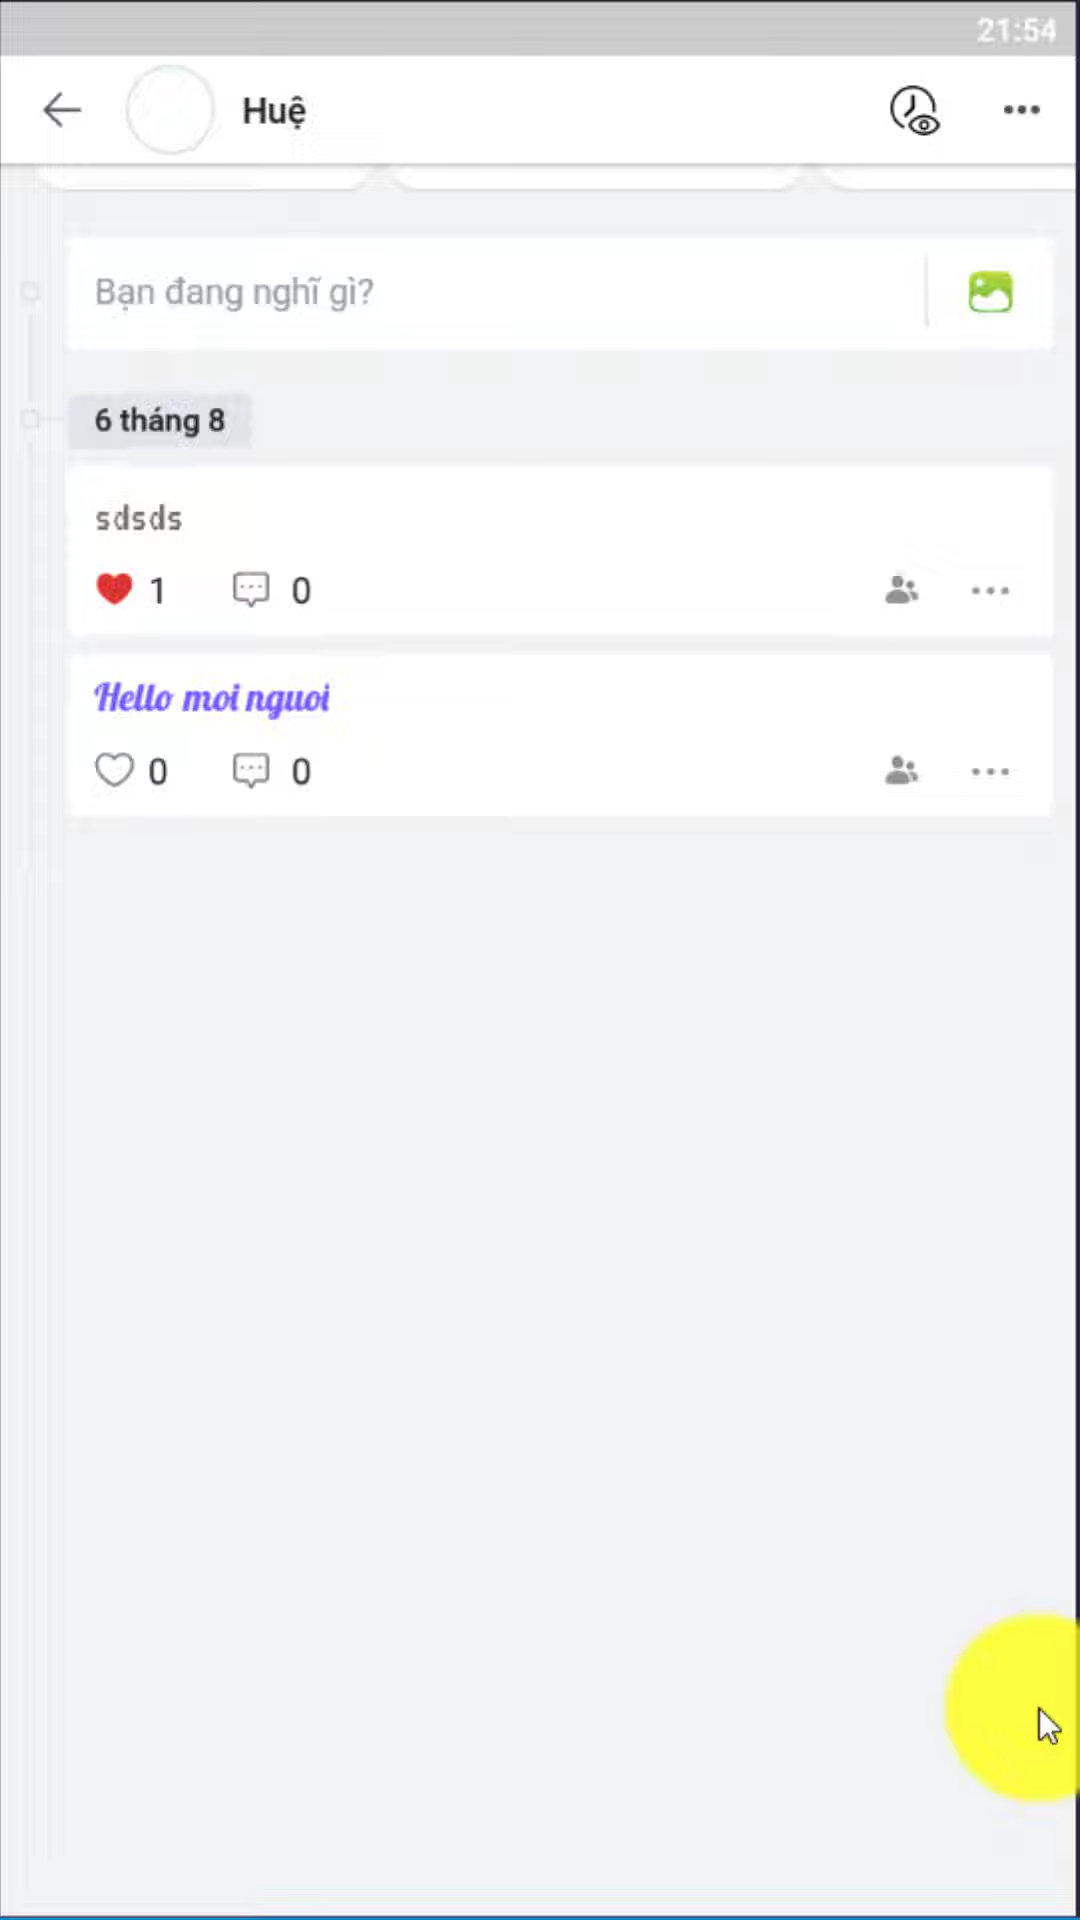 21:54
Huệ
Bạn đang nghĩ gì?
6 tháng 8
sdsds
1 0
Hello moi nguoi
0 0